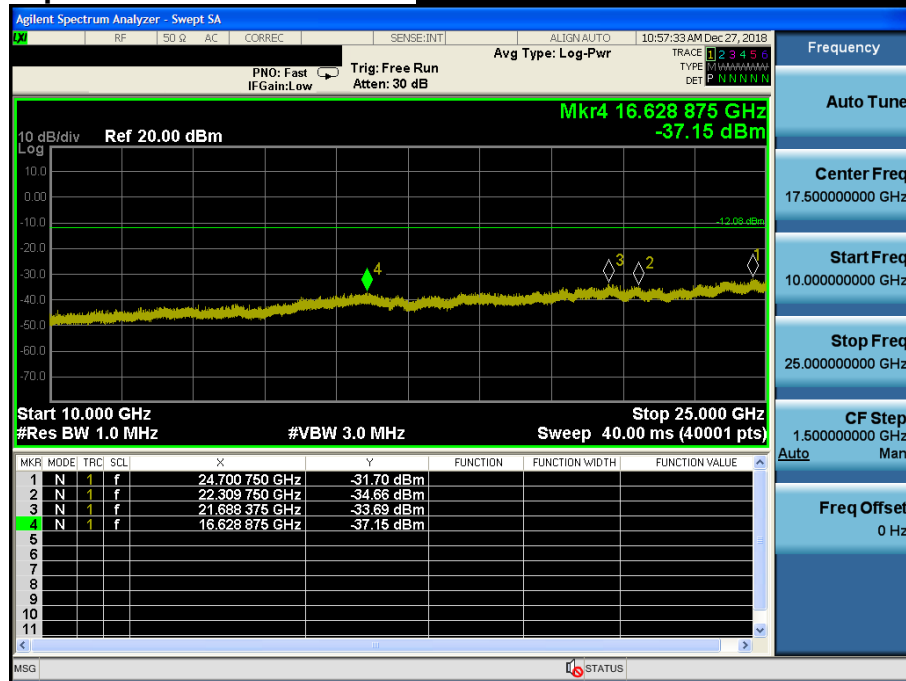 Agilent Spectrum Analyzer - Swept SA
LXI RF 50 Ω AC CORREC SENSE:INT ALIGN AUTO 10:57:33 AM Dec 27, 2018
Avg Type: Log-Pwr
TRACE 1 2 3 4 5 6
PNO: Fast Trig: Free Run
TYPE M WWWWW
IFGain:Low Atten: 30 dB
DET P N N N N N
Mkr4 16.628 875 GHz
-37.15 dBm
10 dB/div Ref 20.00 dBm
Log
10.0
0.00
-10.0
-12.08 dBm
-20.0
-30.0
4 3 2 1
-40.0
-50.0
-60.0
-70.0
Start 10.000 GHz Stop 25.000 GHz
#Res BW 1.0 MHz #VBW 3.0 MHz Sweep 40.00 ms (40001 pts)
MKR MODE TRC SCL X Y FUNCTION FUNCTION WIDTH FUNCTION VALUE
1 N 1 f 24.700 750 GHz -31.70 dBm
2 N 1 f 22.309 750 GHz -34.66 dBm
3 N 1 f 21.688 375 GHz -33.69 dBm
4 N 1 f 16.628 875 GHz -37.15 dBm
5
6
7
8
9
10
11
MSG STATUS
Frequency
Auto Tune
Center Freq
17.500000000 GHz
Start Freq
10.000000000 GHz
Stop Freq
25.000000000 GHz
CF Step
1.500000000 GHz
Auto Man
Freq Offset
0 Hz